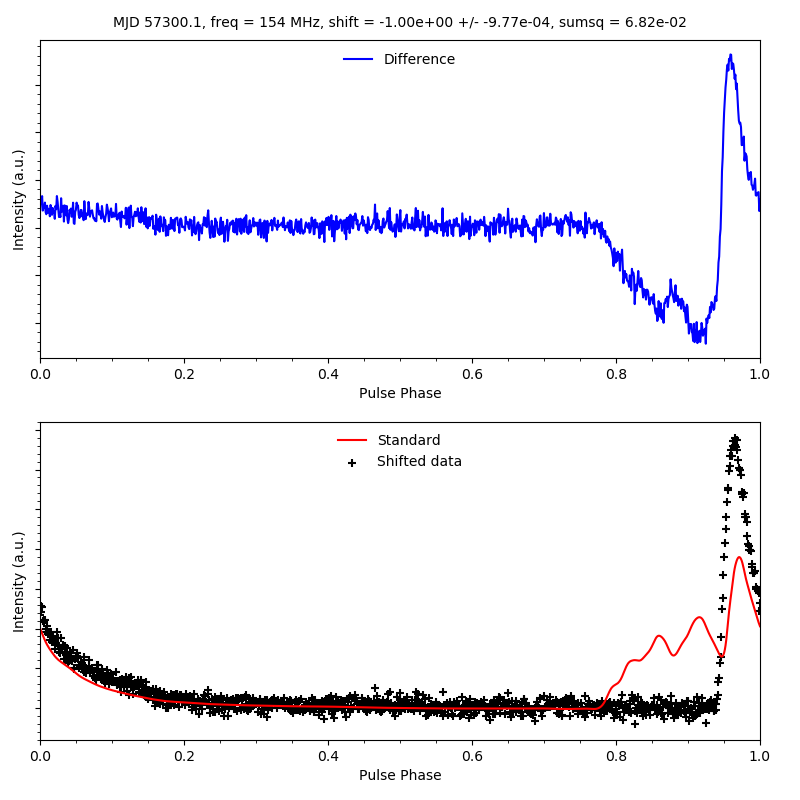 MJD 57300.1, freq = 154 MHz, shift = -1.00e+00 +/- -9.77e-04, sumsq = 6.82e-02
Difference
Intensity (a.u.)
0.0 0.2 0.4 0.6 0.8 1.0
Pulse Phase
Standard
Shifted data
Intensity (a.u.)
0.0 0.2 0.4 0.6 0.8 1.0
Pulse Phase